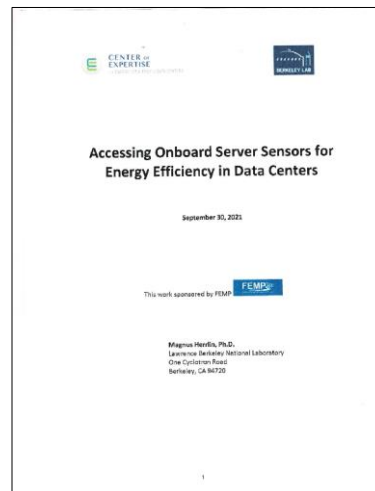 CENTER OF
EXPERTISE
BERKELEY LAB
Accessing Onboard Server Sensors for
Energy Efficiency in Data Centers
September 30, 2021
This work sponsored by FEMP
FEMP
Magnus Herrlin, Ph.D.
Lawrence Berkeley National Laboratory
One Cyclotron Road
Berkeley, CA 94720
1